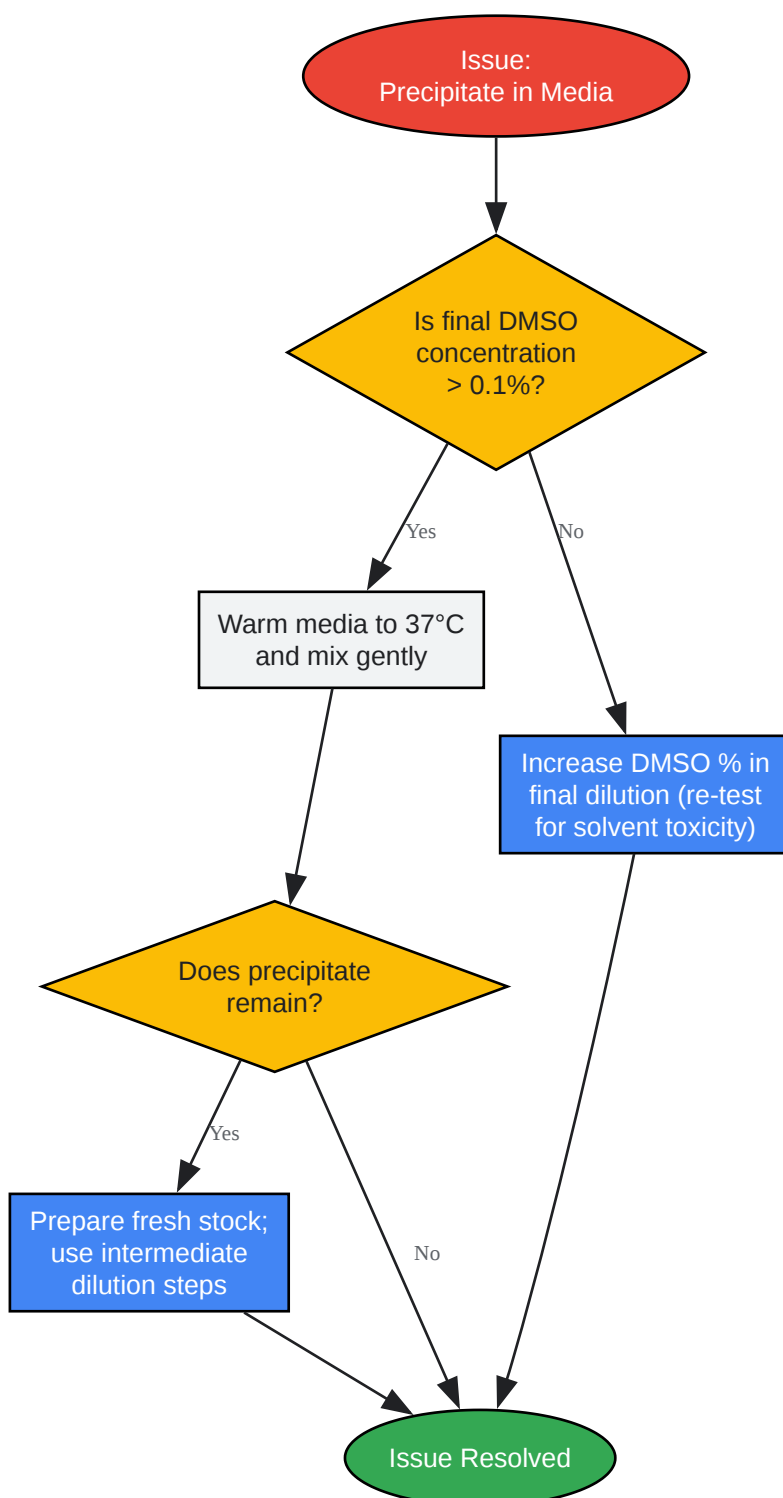 Issue:
Precipitate in Media
Is final DMSO
concentration
> 0.1%?
Yes
No
Warm media to 37°C
and mix gently
Increase DMSO % in
final dilution (re-test
for solvent toxicity)
Does precipitate
remain?
Yes
Prepare fresh stock;
use intermediate
dilution steps
No
Issue Resolved